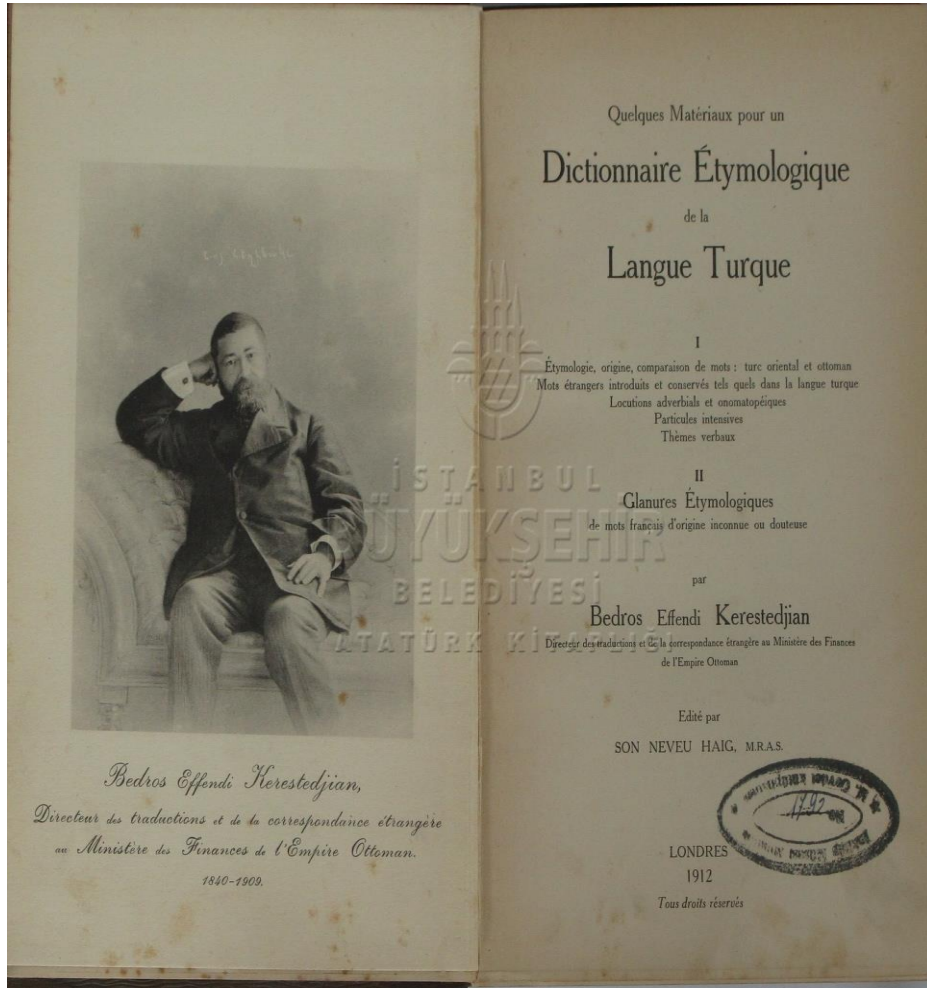 Bedros Effendi Kerestedjian,
Directeur des traductions et de la correspondance étrangère
au Ministère des Finances de l'Empire Ottoman.
1840-1909.
Quelques Matériaux pour un
Dictionnaire Étymologique
de la
Langue Turque
I
Étymologie, origine, comparaison de mots : turc oriental et ottoman
Mots étrangers introduits et conservés tels quels dans la langue turque
Locutions adverbials et onomatopéiques
Particules intensives
Thèmes verbaux
II
Glanures Étymologiques
de mots français d'origine inconnue ou douteuse
par
Bedros Effendi Kerestedjian
Directeur des traductions et de la correspondance étrangère au Ministère des Finances
de l'Empire Ottoman
Edité par
SON NEVEU HAIG, M.R.A.S.
LONDRES
1912
Tous droits réservés
No
1792
İSTANBUL
BÜYÜKŞEHİR
BELEDİYESİ
ATATÜRK KİTAPLIĞI